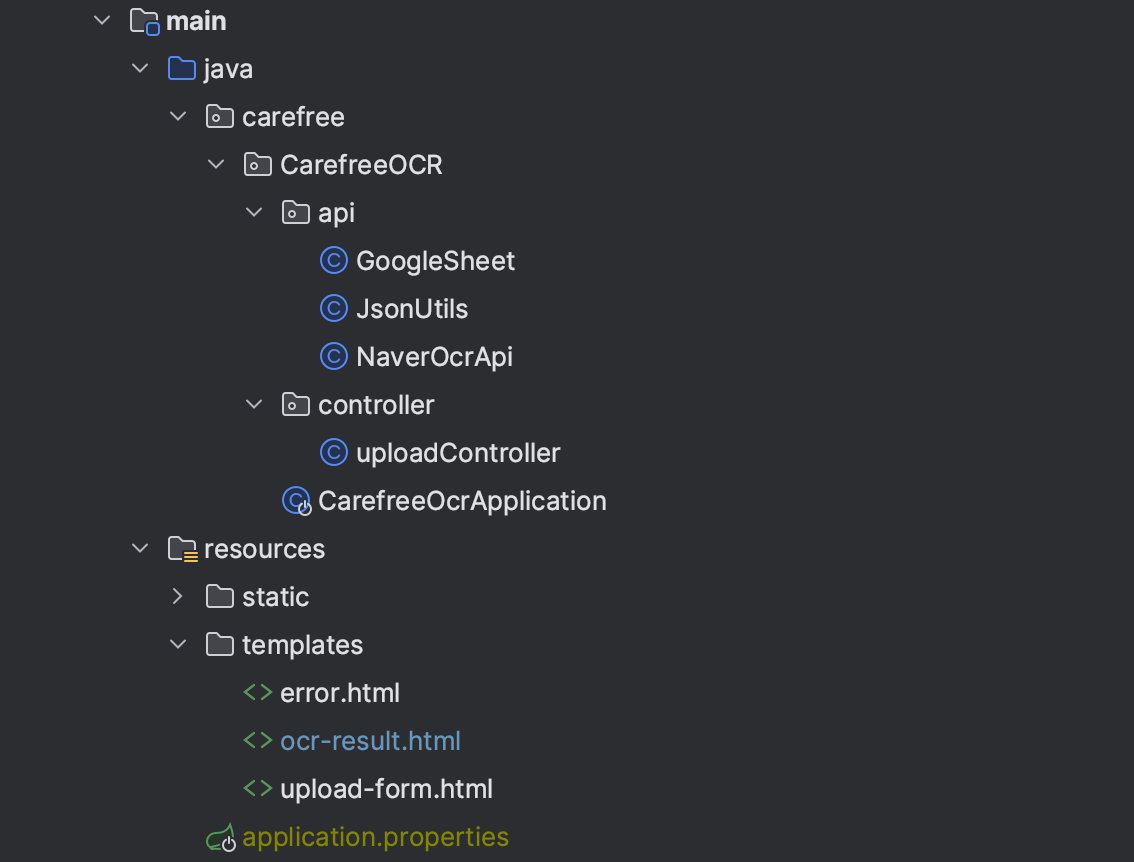 main
java
carefree
CarefreeOCR
api
GoogleSheet
JsonUtils
NaverOcrApi
controller
uploadController
CarefreeOcrApplication
resources
static
templates
error.html
ocr-result.html
upload-form.html
application.properties